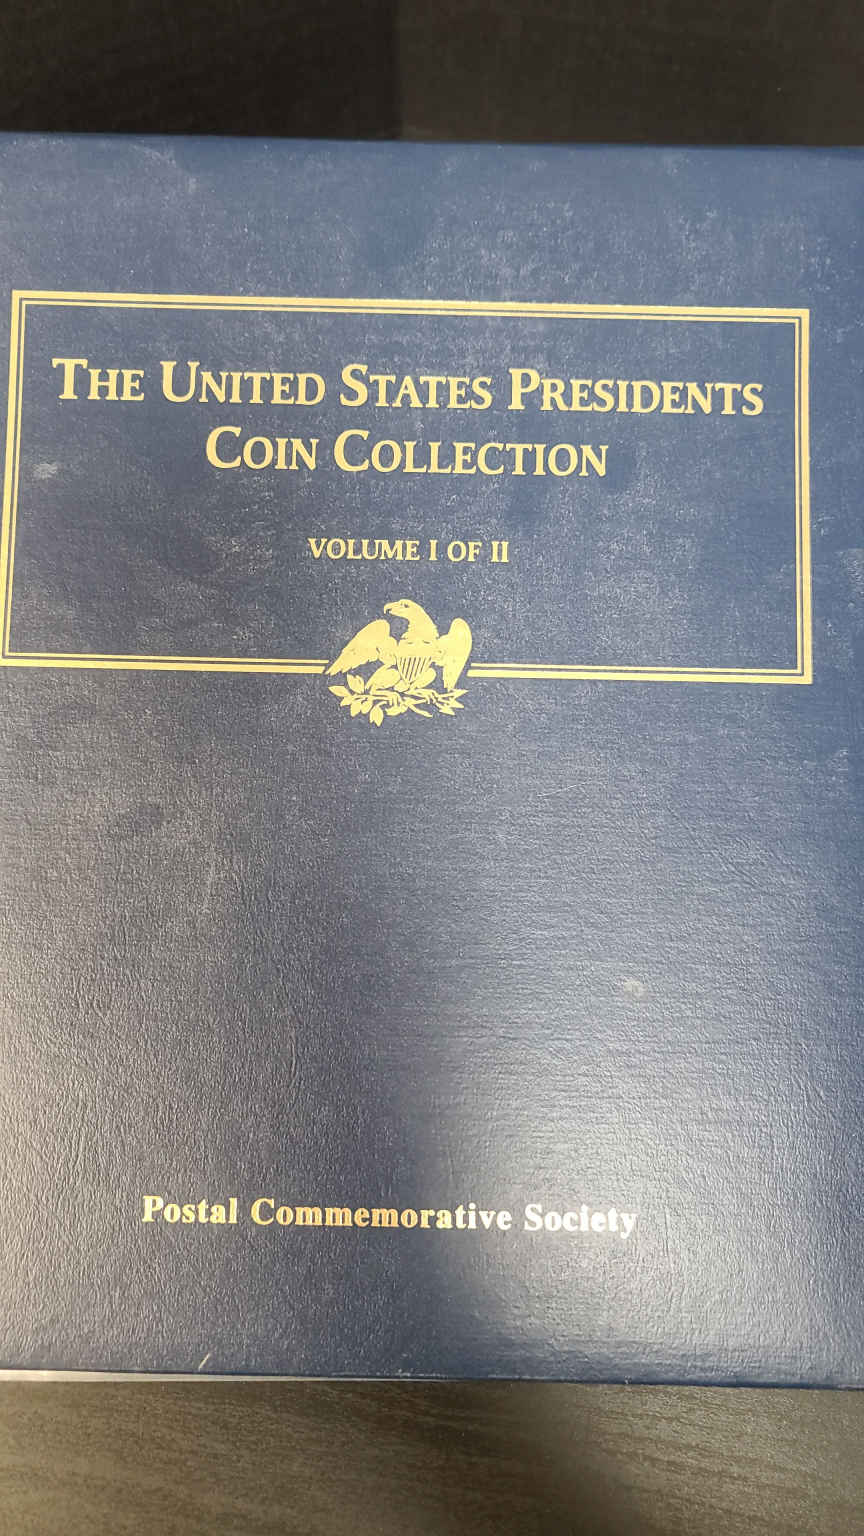 The United States Presidents
Coin Collection
VOLUME I OF II
Postal Commemorative Society